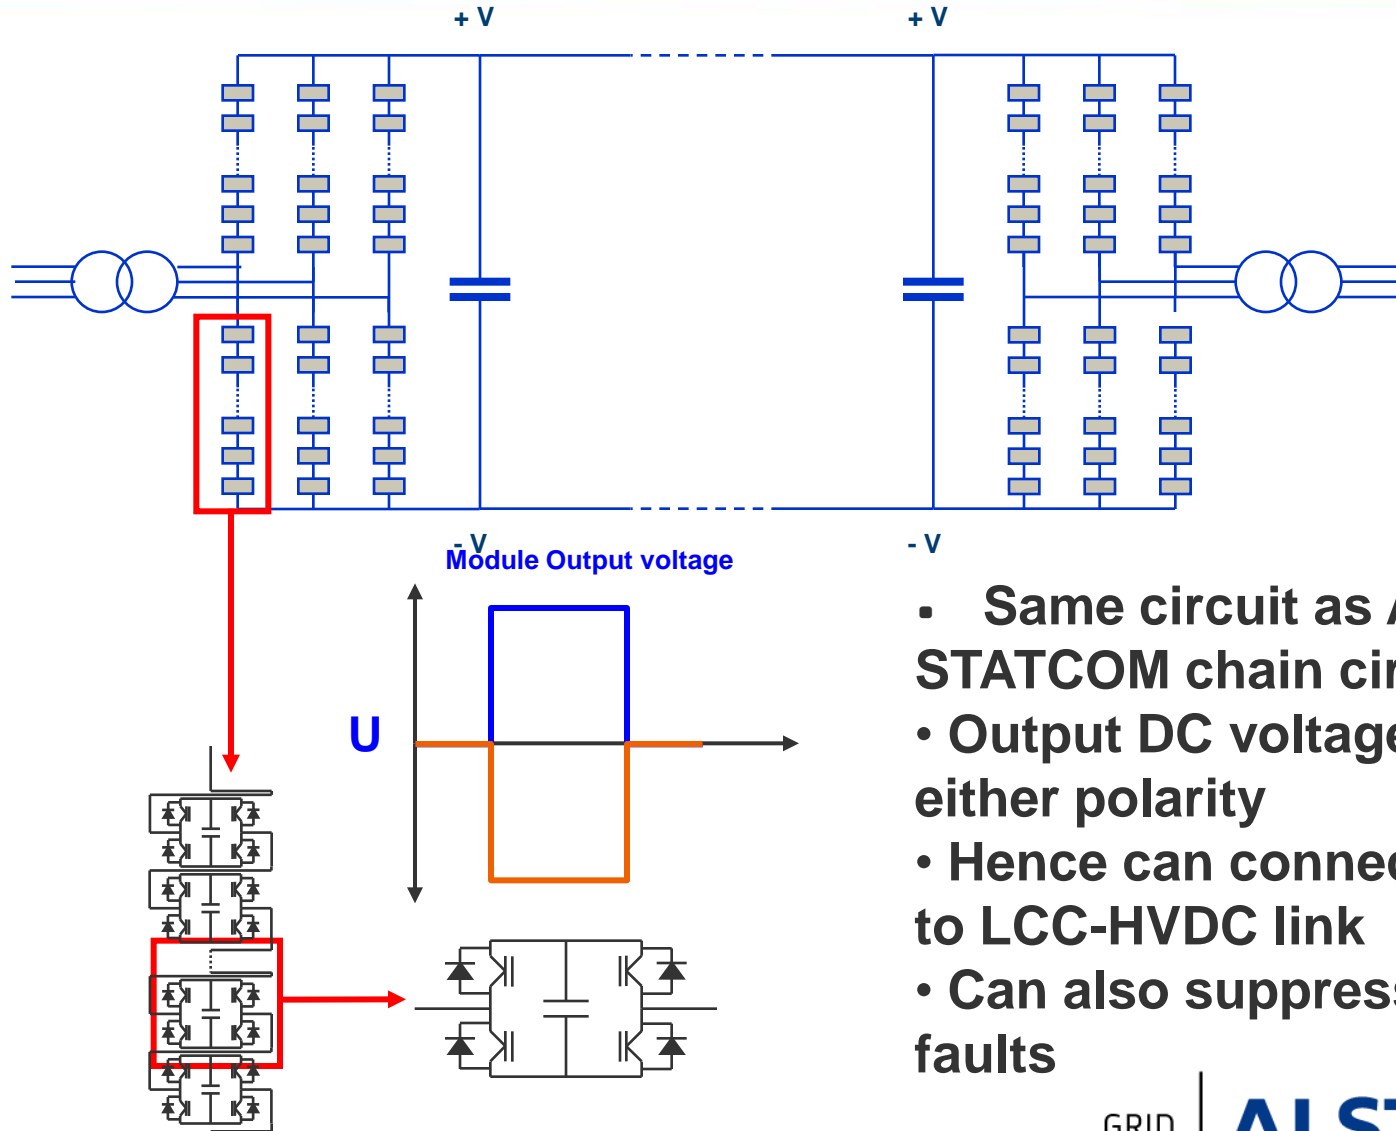 + V
+ V
- V
- V
Module Output voltage
U
▪ Same circuit as
STATCOM chain
• Output DC voltage
either polarity
• Hence can
to LCC-HVDC link
• Can also suppress
faults
GRID